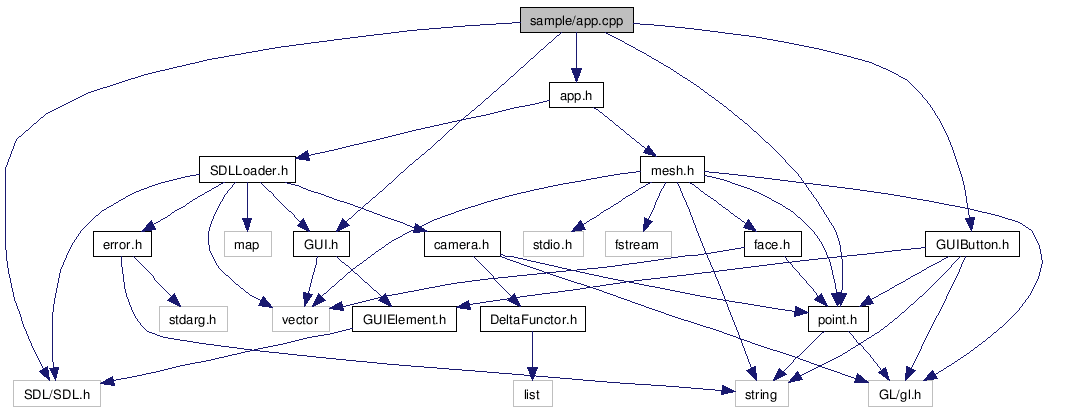 sample/app.cpp
app.h
SDLLoader.h
mesh.h
error.h
map
GUI.h
camera.h
stdio.h
fstream
face.h
GUIButton.h
stdarg.h
vector
GUIElement.h
DeltaFunctor.h
point.h
SDL/SDL.h
list
string
GL/gl.h